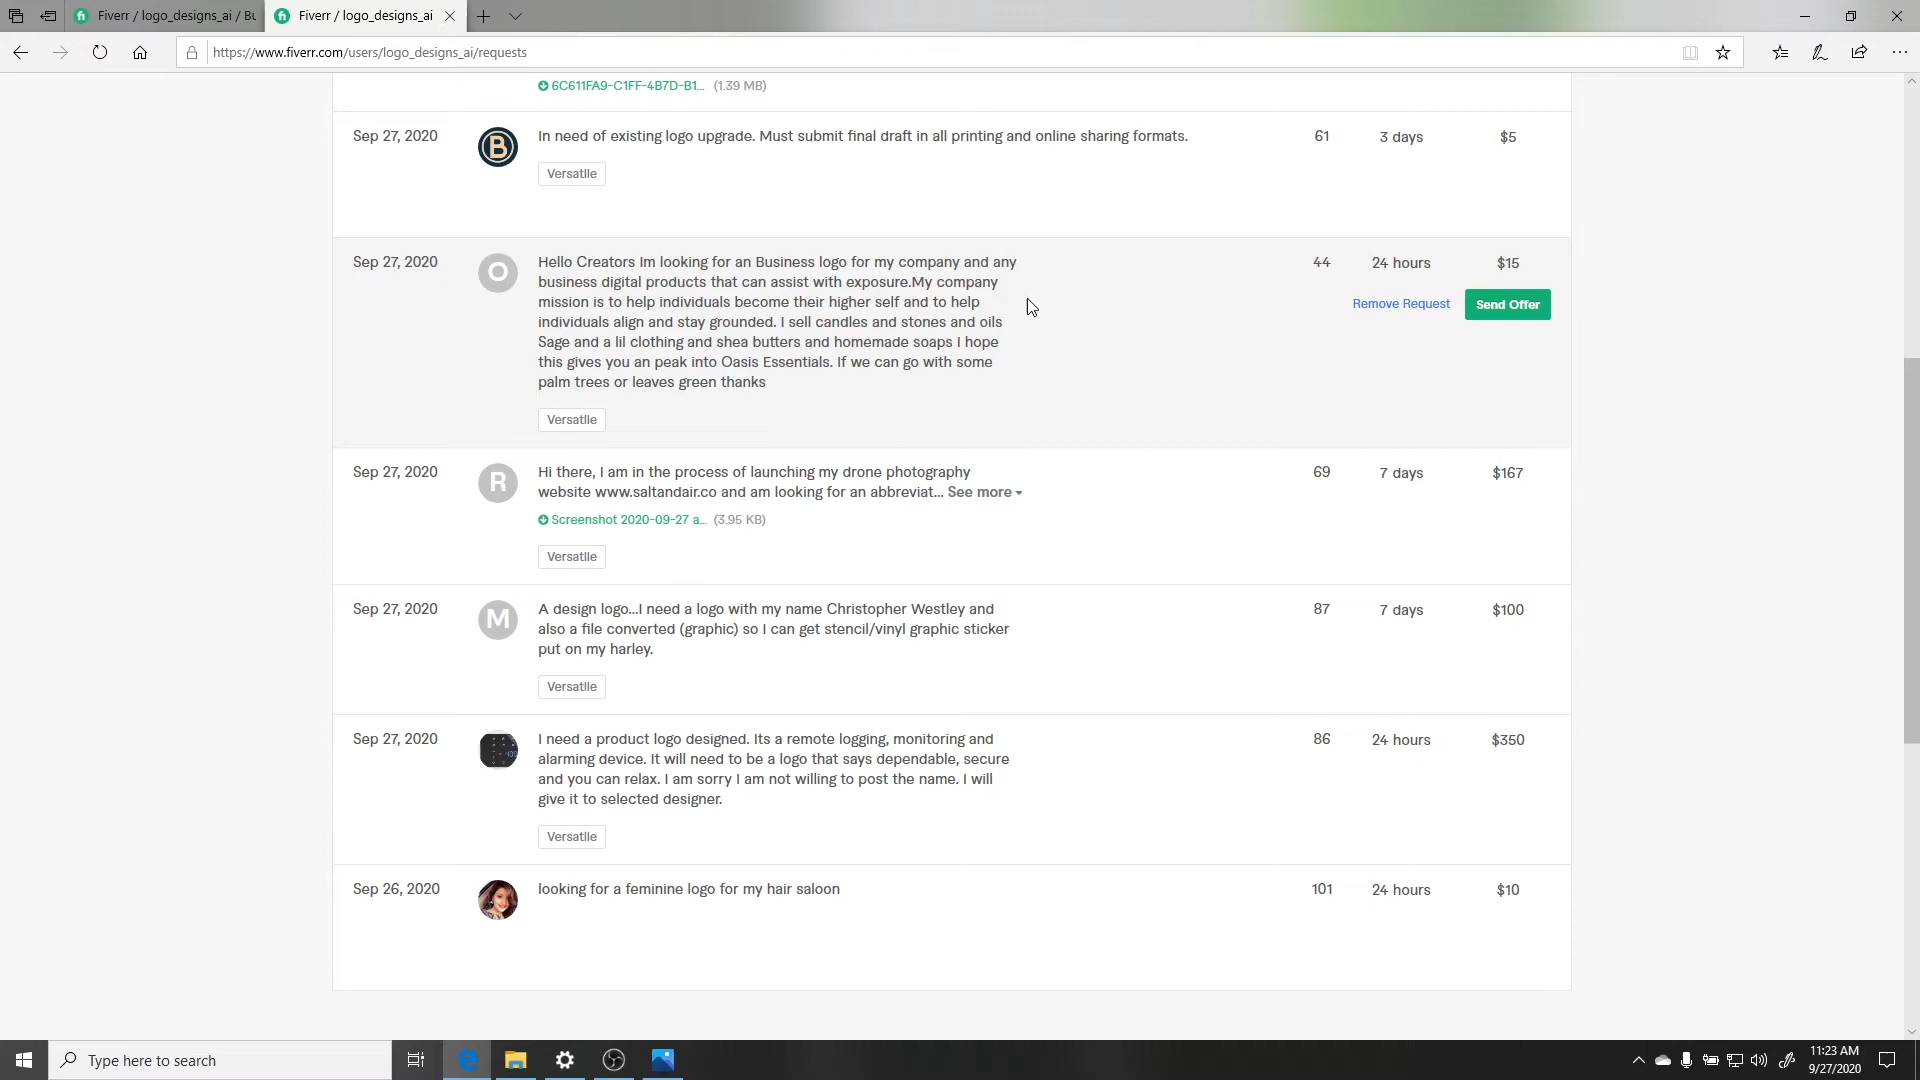 Fiverr / logo_designs_ai / Bu
Fiverr / logo_designs_ai
https://www.fiverr.com/users/logo_designs_ai/requests
6C611FA9-C1FF-4B7D-B1... (1.39 MB)
Sep 27, 2020
B
In need of existing logo upgrade. Must submit final draft in all printing and online sharing formats.
61
3 days
$5
Versatile
Sep 27, 2020
O
Hello Creators Im looking for an Business logo for my company and any
business digital products that can assist with exposure.My company
mission is to help individuals become their higher self and to help
individuals align and stay grounded. I sell candles and stones and oils
Sage and a lil clothing and shea butters and homemade soaps I hope
this gives you an peak into Oasis Essentials. If we can go with some
palm trees or leaves green thanks
44
24 hours
$15
Remove Request
Send Offer
Versatile
Sep 27, 2020
R
Hi there, I am in the process of launching my drone photography
website www.saltandair.co and am looking for an abbreviat... See more
69
7 days
$167
Screenshot 2020-09-27 a... (3.95 KB)
Versatile
Sep 27, 2020
M
A design logo...I need a logo with my name Christopher Westley and
also a file converted (graphic) so I can get stencil/vinyl graphic sticker
put on my harley.
87
7 days
$100
Versatile
Sep 27, 2020
I need a product logo designed. Its a remote logging, monitoring and
alarming device. It will need to be a logo that says dependable, secure
and you can relax. I am sorry I am not willing to post the name. I will
give it to selected designer.
86
24 hours
$350
Versatile
Sep 26, 2020
looking for a feminine logo for my hair saloon
101
24 hours
$10
Type here to search
11:23 AM
9/27/2020